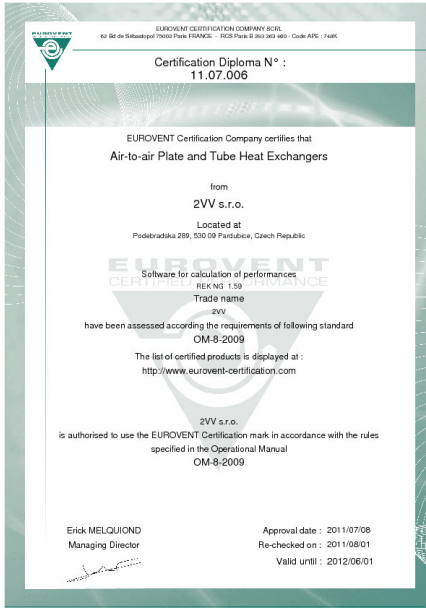 EUROVENT CERTIFICATION COMPANY SCRL
62 Bd de Sébastopol 75003 Paris FRANCE - RCS Paris B 393 363 460 - Code APE : 748K
EUROVENT
Certification Diploma N° :
11.07.006
EUROVENT Certification Company certifies that
Air-to-air Plate and Tube Heat Exchangers
from
2VV s.r.o.
Located at
Podebradska 289, 530 09 Pardubice, Czech Republic
EUROVENT
CERTIFIED PERFORMANCE
Software for calculation of performances
REK NG 1.59
Trade name
2VV
have been assessed according the requirements of following standard
OM-8-2009
The list of certified products is displayed at :
http://www.eurovent-certification.com
2VV s.r.o.
is authorised to use the EUROVENT Certification mark in accordance with the rules
specified in the Operational Manual
OM-8-2009
Erick MELQUIOND
Managing Director
Approval date : 2011/07/08
Re-checked on : 2011/08/01
Valid until : 2012/06/01